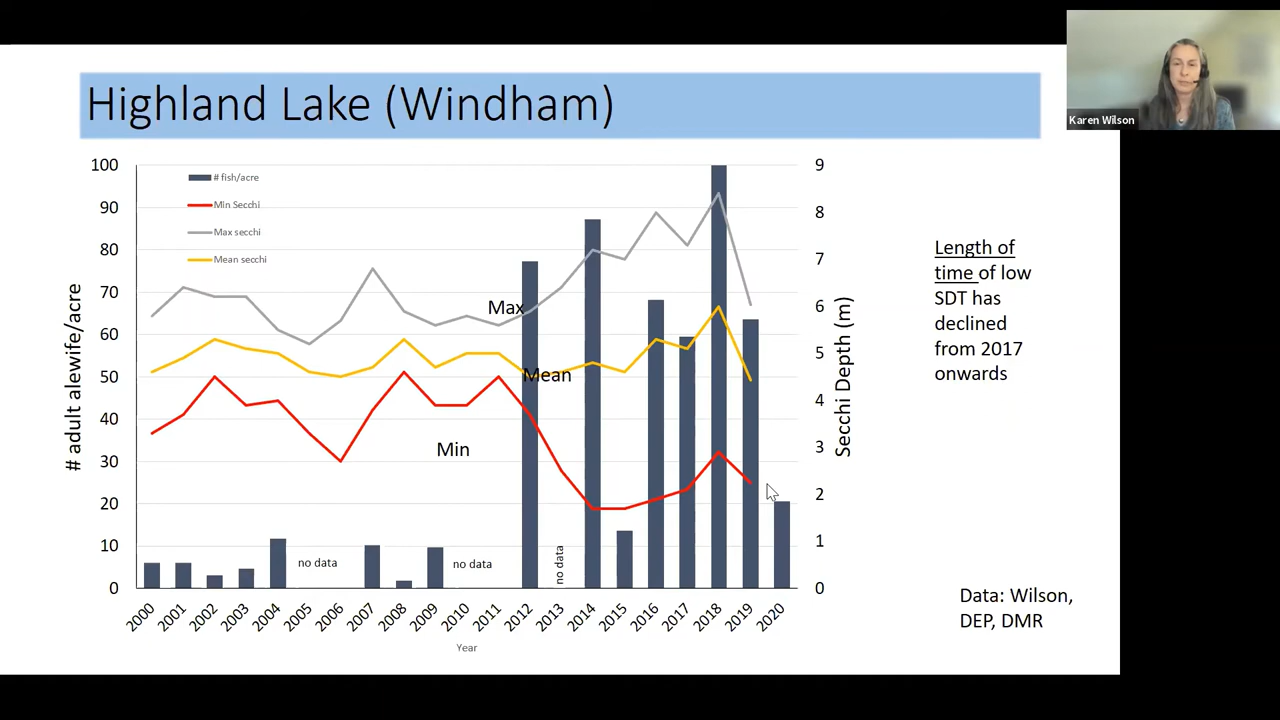 Highland Lake (Windham)
Karen Wilson
# fish/acre
Min Secchi
Max secchi
Mean secchi
100
90
80
70
60
50
40
30
20
10
0
# adult alewife/acre
Max
Mean
Min
no data
no data
no data
9
8
7
6
5
4
3
2
1
0
Secchi Depth (m)
2000
2001
2002
2003
2004
2005
2006
2007
2008
2009
2010
2011
2012
2013
2014
2015
2016
2017
2018
2019
2020
Year
Length of
time of low
SDT has
declined
from 2017
onwards
Data: Wilson,
DEP, DMR